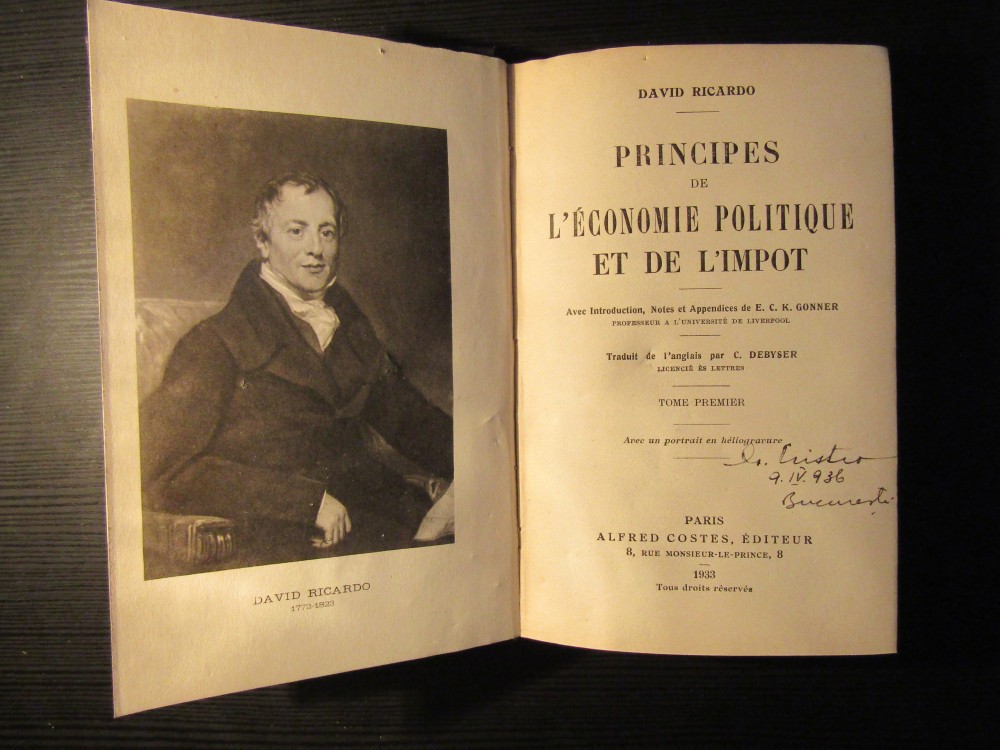 DAVID RICARDO
1772-1823
DAVID RICARDO
PRINCIPES
DE
L'ÉCONOMIE POLITIQUE
ET DE L'IMPOT
Avec Introduction, Notes et Appendices de E. C. K. GONNER
PROFESSEUR A L'UNIVERSITÉ DE LIVERPOOL
Traduit de l'anglais par C. DEBYSER
LICENCIÉ ÈS LETTRES
TOME PREMIER
Avec un portrait en héliogravure
9. IV. 936
București
PARIS
ALFRED COSTES, ÉDITEUR
8, RUE MONSIEUR-LE-PRINCE, 8
1933
Tous droits réservés